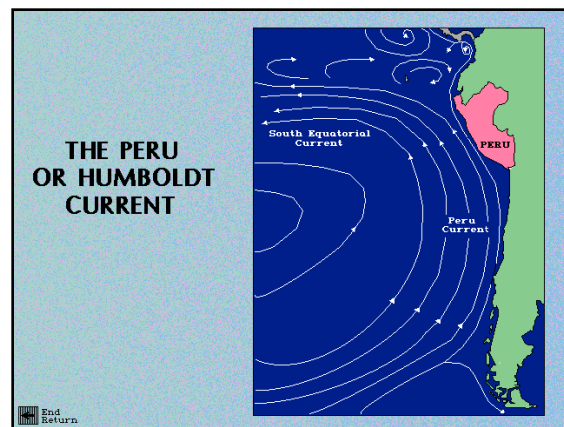 THE PERU
OR HUMBOLDT
CURRENT
South Equatorial
Current
PERU
Peru
Current
End
Return